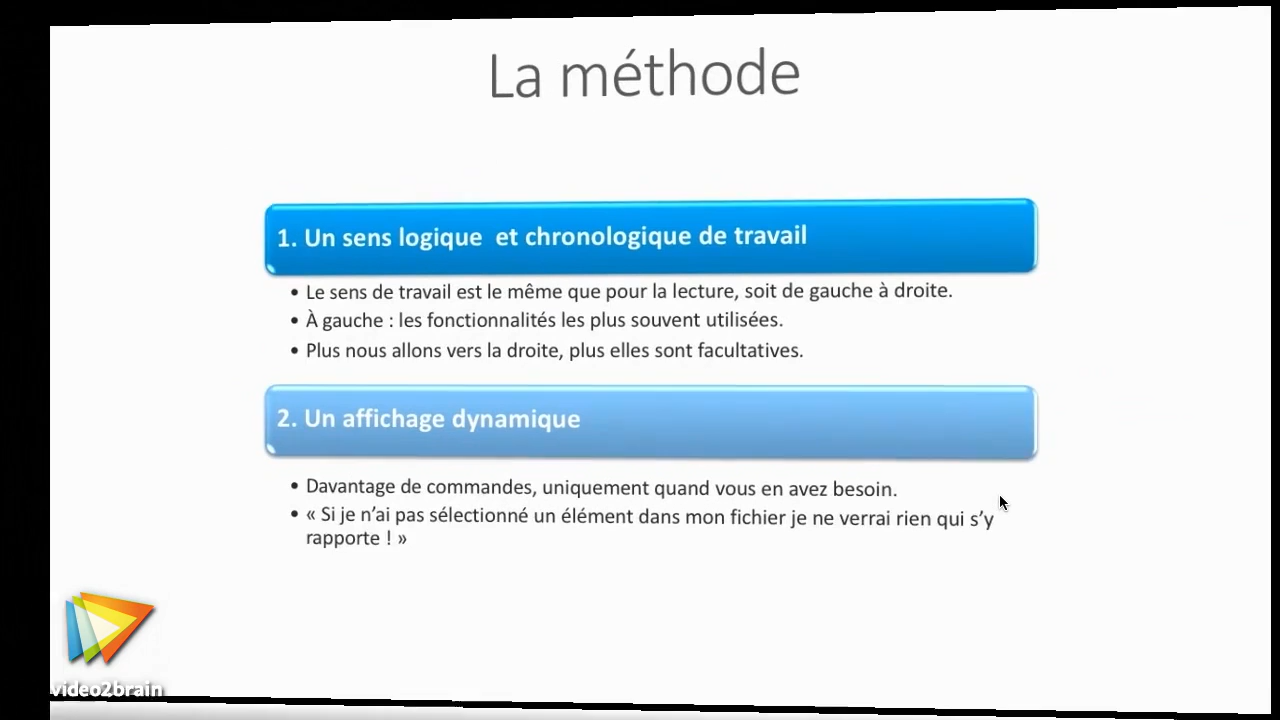 La méthode
1. Un sens logique et chronologique de travail
• Le sens de travail est le même que pour la lecture, soit de gauche à droite.
• À gauche : les fonctionnalités les plus souvent utilisées.
• Plus nous allons vers la droite, plus elles sont facultatives.
2. Un affichage dynamique
• Davantage de commandes, uniquement quand vous en avez besoin.
• « Si je n’ai pas sélectionné un élément dans mon fichier je ne verrai rien qui s’y
rapporte ! »
video2brain